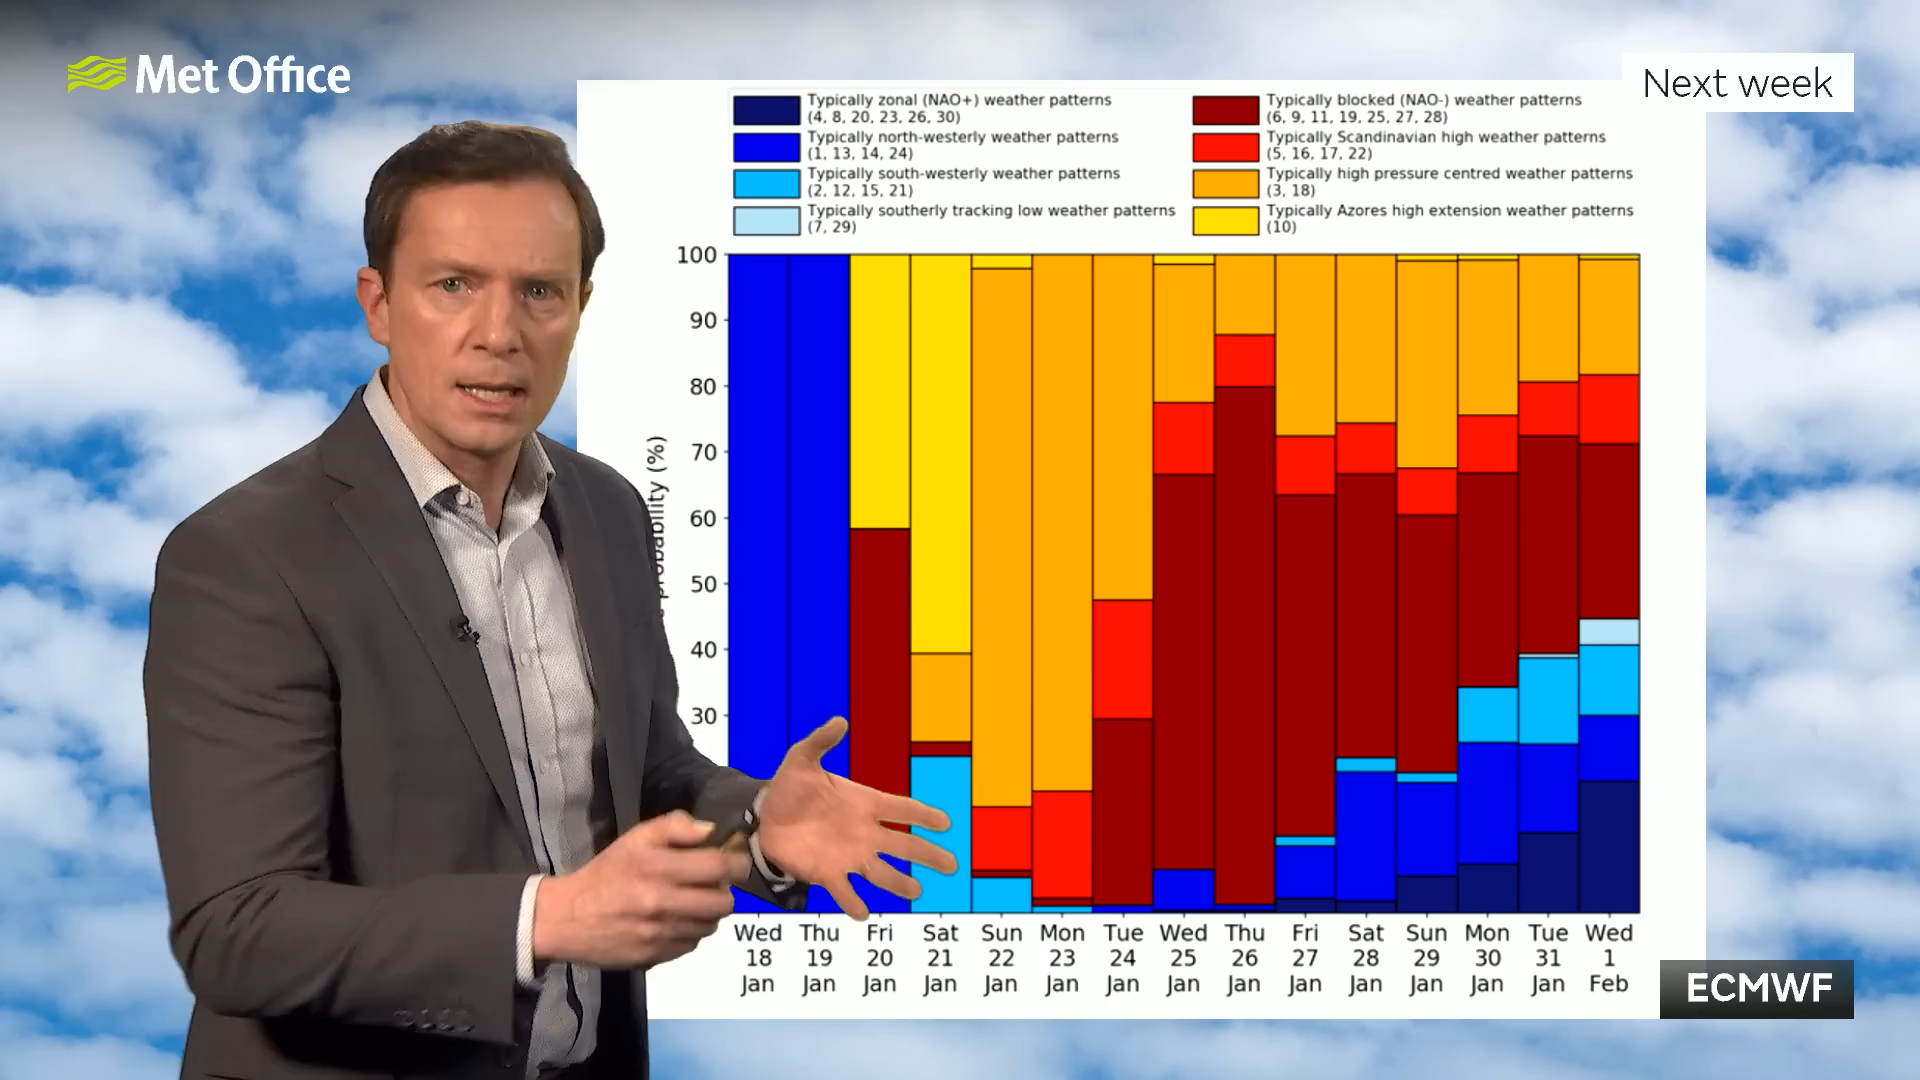 Met Office
Next week
Typically zonal (NAO+) weather patterns
(4, 8, 20, 23, 26, 30)
Typically north-westerly weather patterns
(1, 13, 14, 24)
Typically south-westerly weather patterns
(2, 12, 15, 21)
Typically southerly tracking low weather patterns
(7, 29)
Typically blocked (NAO-) weather patterns
(6, 9, 11, 19, 25, 27, 28)
Typically Scandinavian high weather patterns
(5, 16, 17, 22)
Typically high pressure centred weather patterns
(3, 18)
Typically Azores high extension weather patterns
(10)
100
90
80
70
60
50
40
30
probability (%)
Wed Thu Fri Sat Sun Mon Tue Wed Thu Fri Sat Sun Mon Tue Wed
18 19 20 21 22 23 24 25 26 27 28 29 30 31 1
Jan Jan Jan Jan Jan Jan Jan Jan Jan Jan Jan Jan Jan Jan Feb
ECMWF